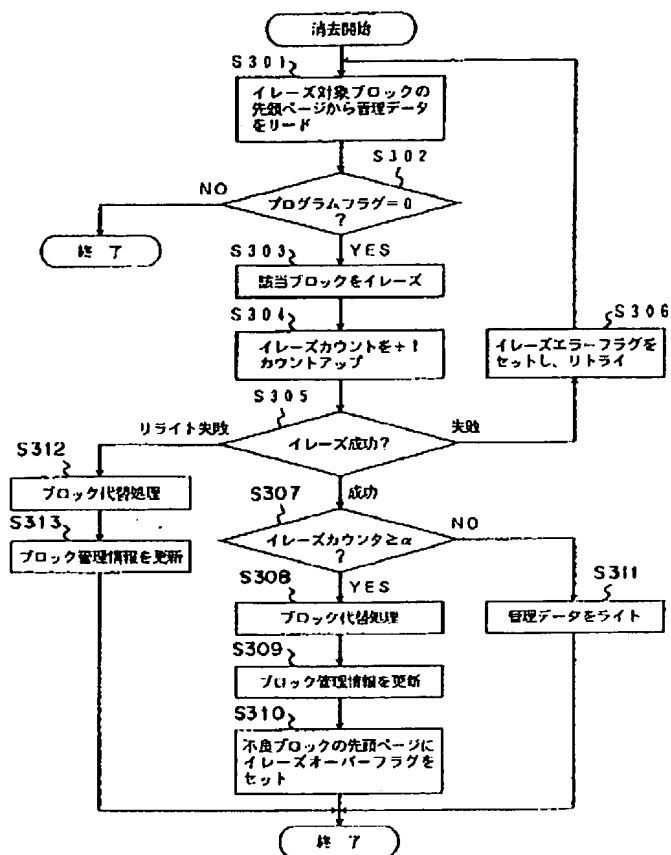 消去開始
S301
イレーズ対象ブロックの
先頭ページから管理データ
をリード
S302
NO
プログラムフラグ=0
?
終了
S303
YES
該当ブロックをイレーズ
S304
イレーズカウントを+1
カウントアップ
S306
イレーズエラーフラグを
セットし、リトライ
S305
リライト失敗
イレーズ成功?
失敗
S312
ブロック代替処理
S307
成功
S313
ブロック管理情報を更新
イレーズカウンタ≧α
?
NO
S308
YES
S311
ブロック代替処理
管理データをライト
S309
ブロック管理情報を更新
S310
不良ブロックの先頭ページに
イレーズオーバーフラグを
セット
終了